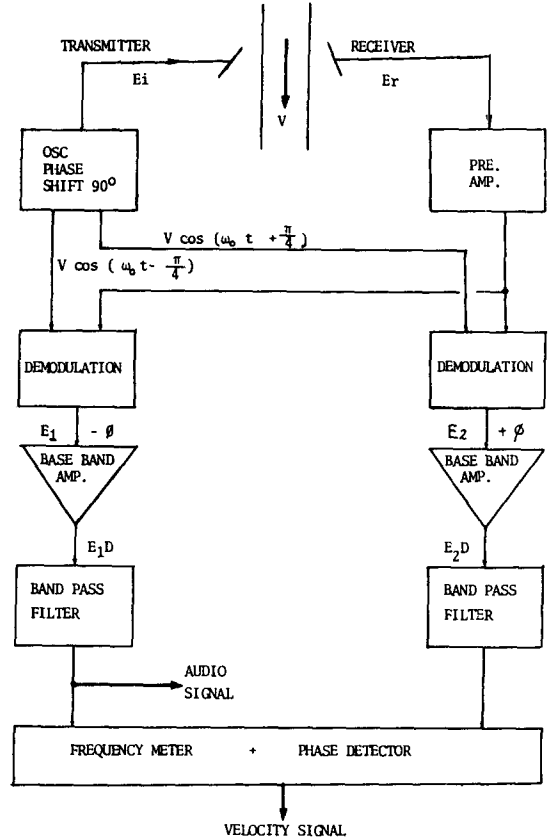 TRANSMITTER
RECEIVER
Ei
Er
V
OSC
PHASE
SHIFT 90º
PRE.
AMP.
V cos (ω₀ t + π/4)
V cos ( ω₀ t - π/4 )
DEMODULATION
DEMODULATION
E1 - ø
E2 + ø
BASE BAND
AMP.
BASE BAND
AMP.
E1D
E2D
BAND PASS
FILTER
BAND PASS
FILTER
AUDIO
SIGNAL
FREQUENCY METER + PHASE DETECTOR
VELOCITY SIGNAL